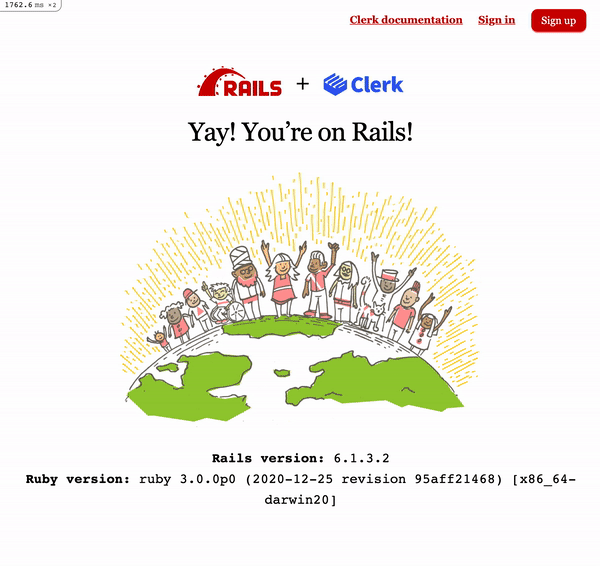 1762.6 ms ×2
Clerk documentation Sign in Sign up
RAILS + Clerk
Yay! You’re on Rails!
Rails version: 6.1.3.2
Ruby version: ruby 3.0.0p0 (2020-12-25 revision 95aff21468) [x86_64-
darwin20]